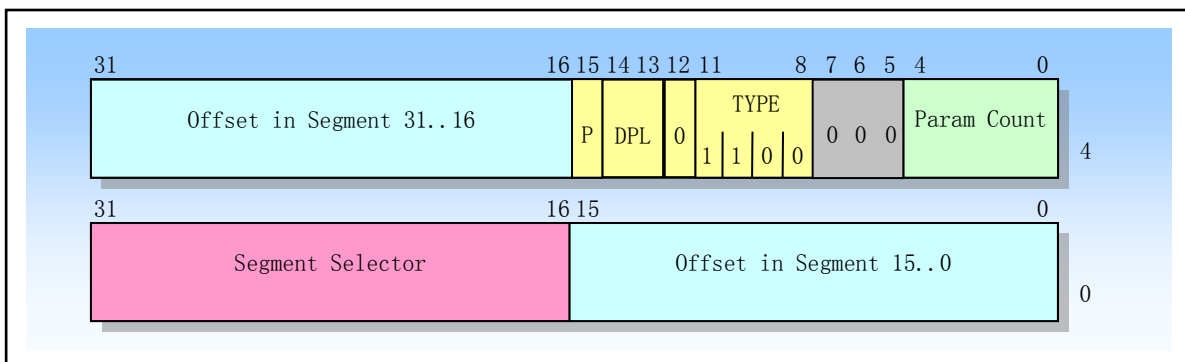 31 16 15 14 13 12 11 8 7 6 5 4 0
TYPE
Offset in Segment 31..16 P DPL 0 0 0 0 Param Count
1 1 0 0
4
31 16 15 0
Segment Selector Offset in Segment 15..0
0